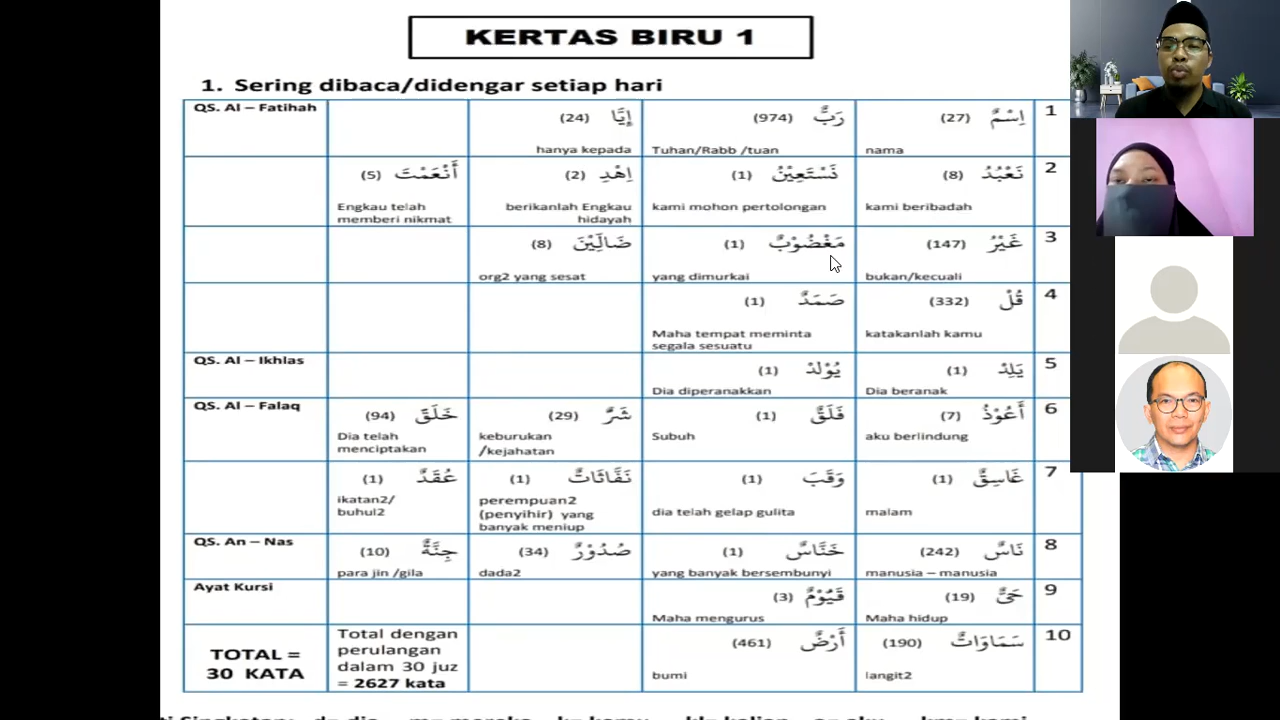 KERTAS BIRU 1
1. Sering dibaca/didengar setiap hari
QS. Al – Fatihah
إِيَّا (24)
رَبٌّ (974)
اِسْمٌ (27)
1
hanya kepada
Tuhan/Rabb /tuan
nama
أَنْعَمْتَ (5)
اِهْدِ (2)
نَسْتَعِيْنُ (1)
نَعْبُدُ (8)
2
Engkau telah
memberi nikmat
berikanlah Engkau
hidayah
kami mohon pertolongan
kami beribadah
ضَالِّيْنَ (8)
مَغْضُوْبٌ (1)
غَيْرُ (147)
3
org2 yang sesat
yang dimurkai
bukan/kecuali
صَمَدٌ (1)
قُلْ (332)
4
Maha tempat meminta
segala sesuatu
katakanlah kamu
QS. Al – Ikhlas
يُوْلَدْ (1)
يَلِدْ (1)
5
Dia diperanakkan
Dia beranak
QS. Al – Falaq
خَلَقَ (94)
شَرٌّ (29)
فَلَقٌ (1)
أَعُوْذُ (7)
6
Dia telah
menciptakan
keburukan
/kejahatan
Subuh
aku berlindung
عُقَدٌ (1)
نَفَّاثَاتٌ (1)
وَقَبَ (1)
غَاسِقٌ (1)
7
ikatan2/
buhul2
perempuan2
(penyihir) yang
banyak meniup
dia telah gelap gulita
malam
QS. An – Nas
جِنَّةٌ (10)
صُدُوْرٌ (34)
خَنَّاسٌ (1)
نَاسٌ (242)
8
para jin /gila
dada2
yang banyak bersembunyi
manusia – manusia
Ayat Kursi
قَيُّوْمٌ (3)
حَيٌّ (19)
9
Maha mengurus
Maha hidup
TOTAL =
30 KATA
Total dengan
perulangan
dalam 30 juz
= 2627 kata
أَرْضٌ (461)
سَمَاوَاتٌ (190)
10
bumi
langit2